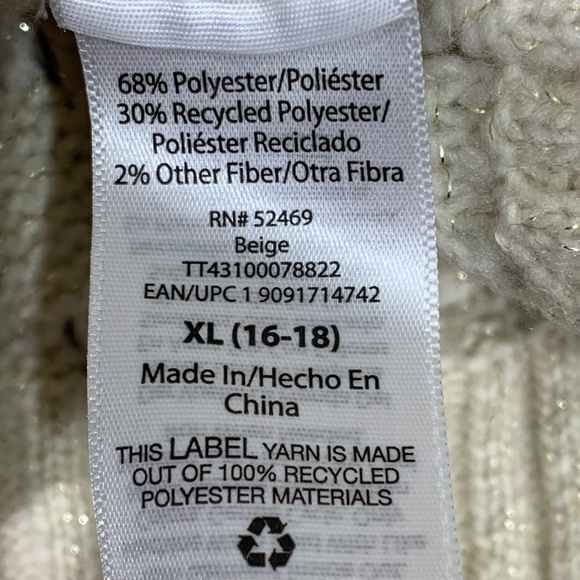 68% Polyester/Poliéster
30% Recycled Polyester/
Poliéster Reciclado
2% Other Fiber/Otra Fibra
RN# 52469
Beige
TT43100078822
EAN/UPC 1 9091714742
XL (16-18)
Made In/Hecho En
China
THIS LABEL YARN IS MADE
OUT OF 100% RECYCLED
POLYESTER MATERIALS